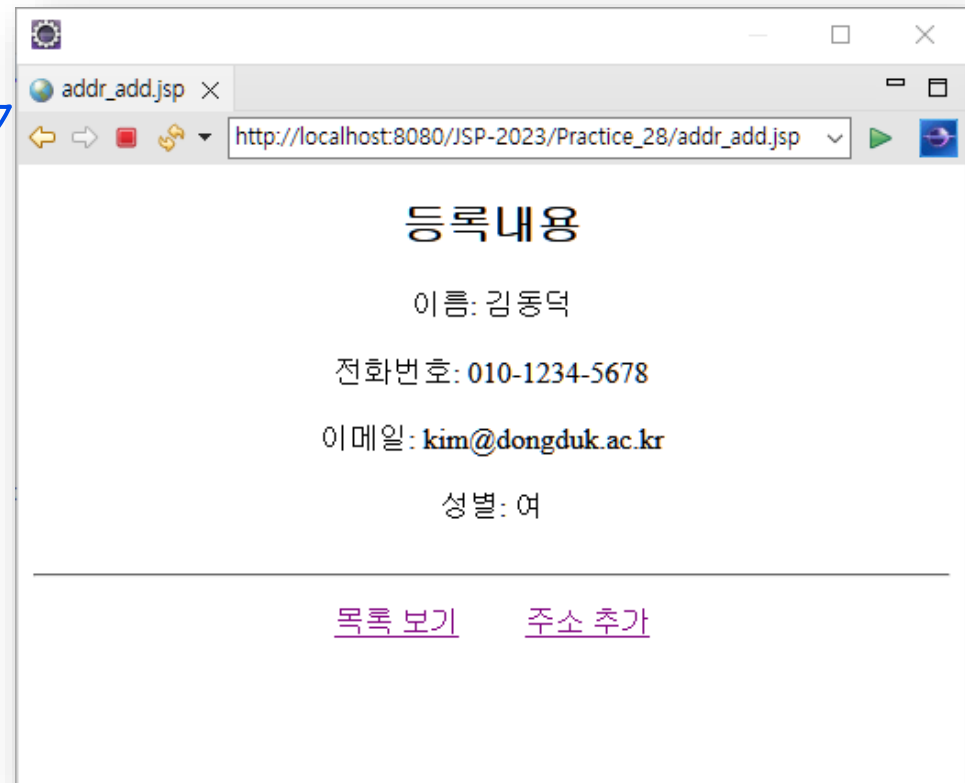 addr_add.jsp
http://localhost:8080/JSP-2023/Practice_28/addr_add.jsp
등록내용
이름: 김동덕
전화번호: 010-1234-5678
이메일: kim@dongduk.ac.kr
성별: 여
목록 보기 주소 추가